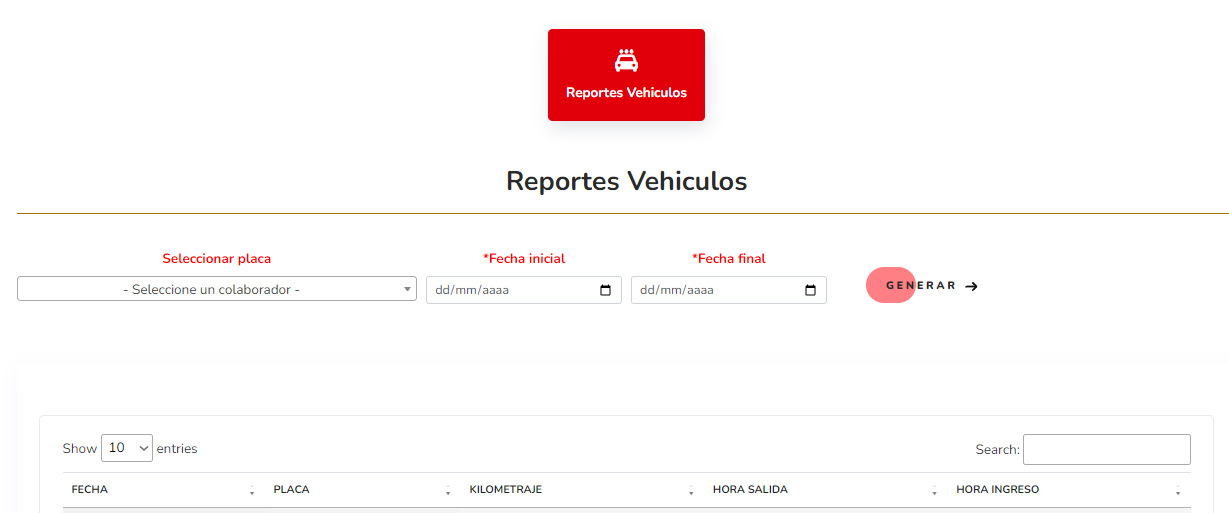 Reportes Vehiculos
Reportes Vehiculos
Seleccionar placa *Fecha inicial *Fecha final
- Seleccione un colaborador - dd/mm/aaaa dd/mm/aaaa GENERAR →
Show 10 entries Search:
FECHA PLACA KILOMETRAJE HORA SALIDA HORA INGRESO